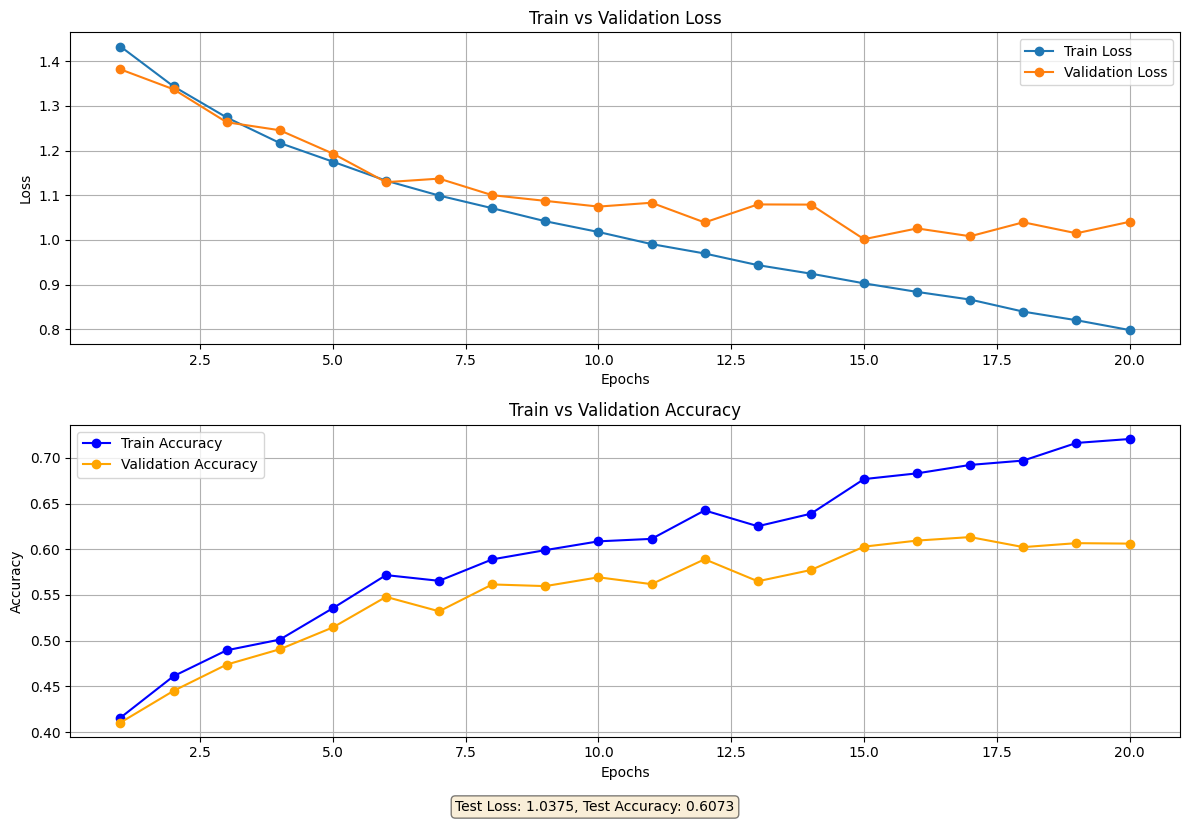 Train vs Validation Loss
Train Loss
Validation Loss
1.4
1.3
1.2
1.1
1.0
0.9
0.8
Loss
2.5 5.0 7.5 10.0 12.5 15.0 17.5 20.0
Epochs
Train vs Validation Accuracy
Train Accuracy
Validation Accuracy
0.70
0.65
0.60
0.55
0.50
0.45
0.40
Accuracy
2.5 5.0 7.5 10.0 12.5 15.0 17.5 20.0
Epochs
Test Loss: 1.0375, Test Accuracy: 0.6073